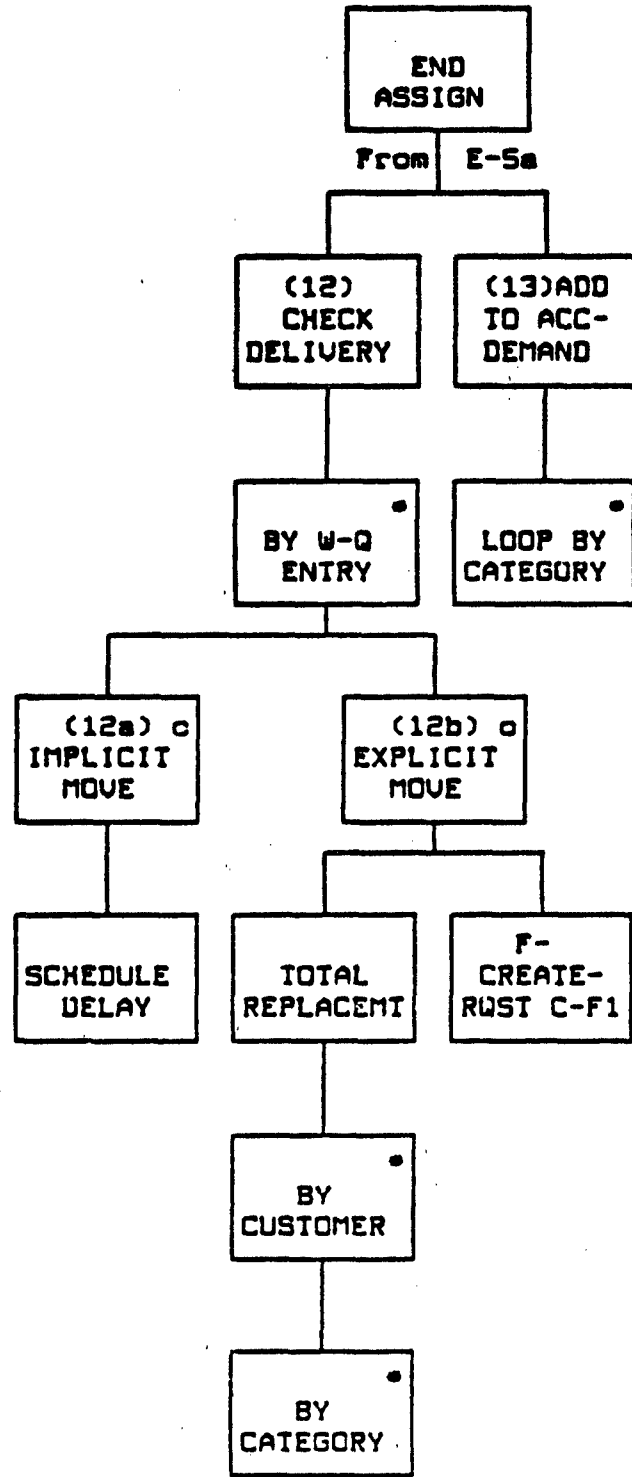 END
ASSIGN
From E-5a
(12)
CHECK
DELIVERY
(13)ADD
TO ACC-
DEMAND
*
BY W-Q
ENTRY
*
LOOP BY
CATEGORY
(12a) o
IMPLICIT
MOVE
(12b) o
EXPLICIT
MOVE
SCHEDULE
DELAY
TOTAL
REPLACEMT
F-
CREATE-
RQST C-F1
*
BY
CUSTOMER
*
BY
CATEGORY